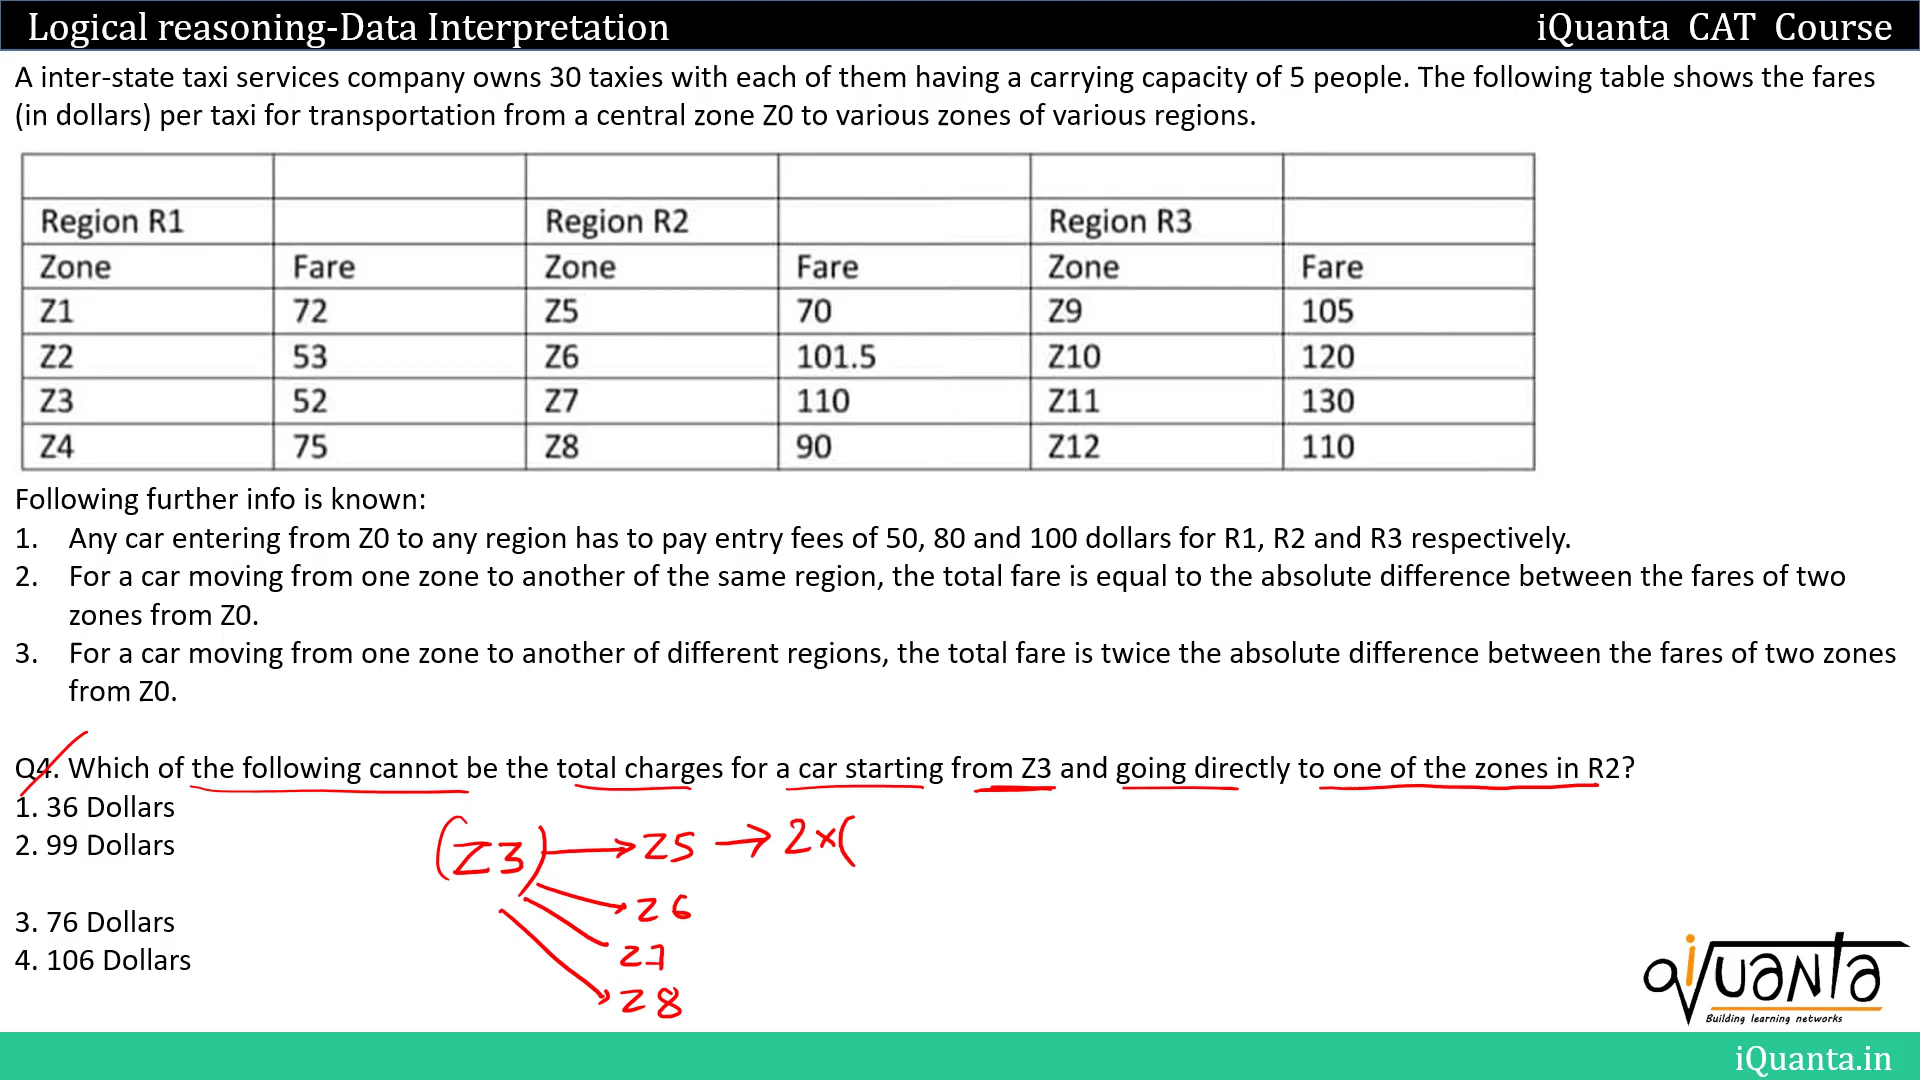 Logical reasoning-Data Interpretation
iQuanta CAT Course
A inter-state taxi services company owns 30 taxies with each of them having a carrying capacity of 5 people. The following table shows the fares
(in dollars) per taxi for transportation from a central zone Z0 to various zones of various regions.
Region R1 Region R2 Region R3
Zone Fare Zone Fare Zone Fare
Z1 72 Z5 70 Z9 105
Z2 53 Z6 101.5 Z10 120
Z3 52 Z7 110 Z11 130
Z4 75 Z8 90 Z12 110
Following further info is known:
1. Any car entering from Z0 to any region has to pay entry fees of 50, 80 and 100 dollars for R1, R2 and R3 respectively.
2. For a car moving from one zone to another of the same region, the total fare is equal to the absolute difference between the fares of two
zones from Z0.
3. For a car moving from one zone to another of different regions, the total fare is twice the absolute difference between the fares of two zones
from Z0.
Q4. Which of the following cannot be the total charges for a car starting from Z3 and going directly to one of the zones in R2?
1. 36 Dollars
2. 99 Dollars
3. 76 Dollars
4. 106 Dollars
(Z3) → Z5 → 2×(
Z6
Z7
Z8
iQuanta
Building learning networks
iQuanta.in